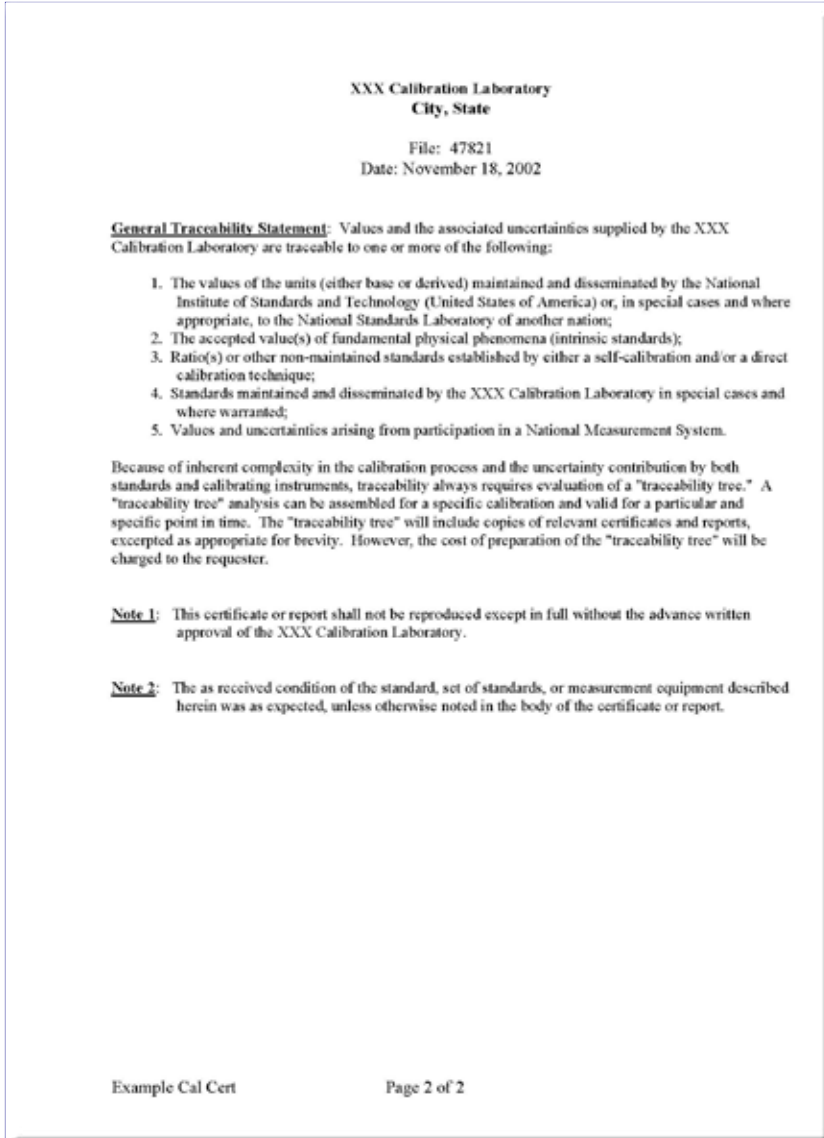 XXX Calibration Laboratory
City, State
File: 47821
Date: November 18, 2002
General Traceability Statement: Values and the associated uncertainties supplied by the XXX
Calibration Laboratory are traceable to one or more of the following:
1. The values of the units (either base or derived) maintained and disseminated by the National
Institute of Standards and Technology (United States of America) or, in special cases and where
appropriate, to the National Standards Laboratory of another nation;
2. The accepted value(s) of fundamental physical phenomena (intrinsic standards);
3. Ratio(s) or other non-maintained standards established by either a self-calibration and/or a direct
calibration technique;
4. Standards maintained and disseminated by the XXX Calibration Laboratory in special cases and
where warranted;
5. Values and uncertainties arising from participation in a National Measurement System.
Because of inherent complexity in the calibration process and the uncertainty contribution by both
standards and calibrating instruments, traceability always requires evaluation of a "traceability tree." A
"traceability tree" analysis can be assembled for a specific calibration and valid for a particular and
specific point in time. The "traceability tree" will include copies of relevant certificates and reports,
excerpted as appropriate for brevity. However, the cost of preparation of the "traceability tree" will be
charged to the requester.
Note 1: This certificate or report shall not be reproduced except in full without the advance written
approval of the XXX Calibration Laboratory.
Note 2: The as received condition of the standard, set of standards, or measurement equipment described
herein was as expected, unless otherwise noted in the body of the certificate or report.
Example Cal Cert Page 2 of 2